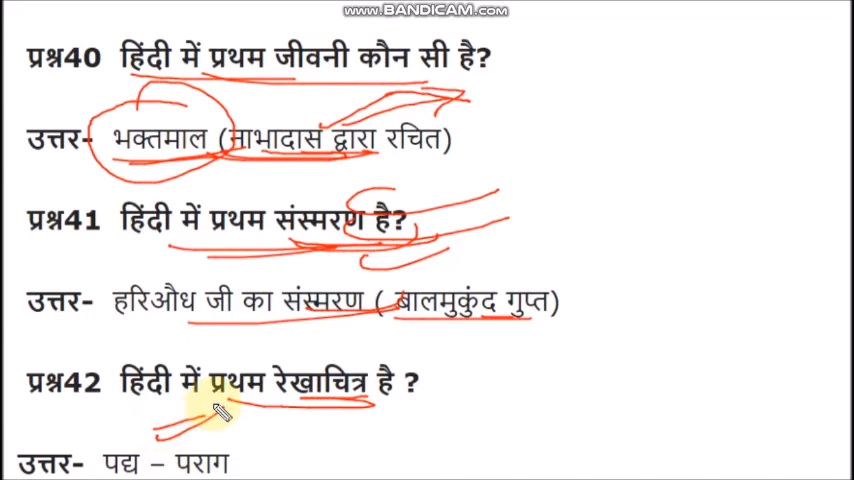 www.BANDICAM.com
प्रश्न40 हिंदी में प्रथम जीवनी कौन सी है?
उत्तर- भक्तमाल (नाभादास द्वारा रचित)
प्रश्न41 हिंदी में प्रथम संस्मरण है?
उत्तर- हरिऔध जी का संस्मरण ( बालमुकुंद गुप्त)
प्रश्न42 हिंदी में प्रथम रेखाचित्र है ?
उत्तर- पद्य – पराग